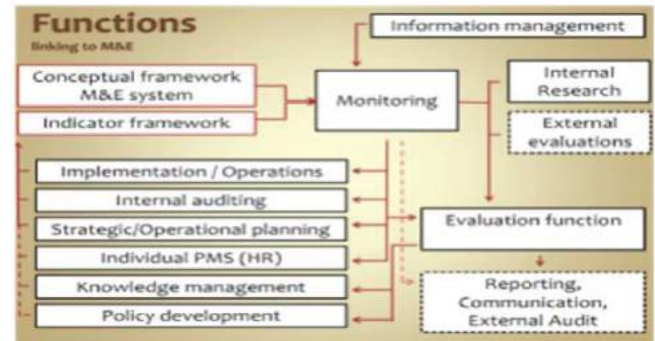 Functions
linking to M&E
Information management
Conceptual framework
M&E system
Indicator framework
Monitoring
Internal
Research
External
evaluations
Implementation / Operations
Internal auditing
Strategic/Operational planning
Individual PMS (HR)
Knowledge management
Policy development
Evaluation function
Reporting,
Communication,
External Audit